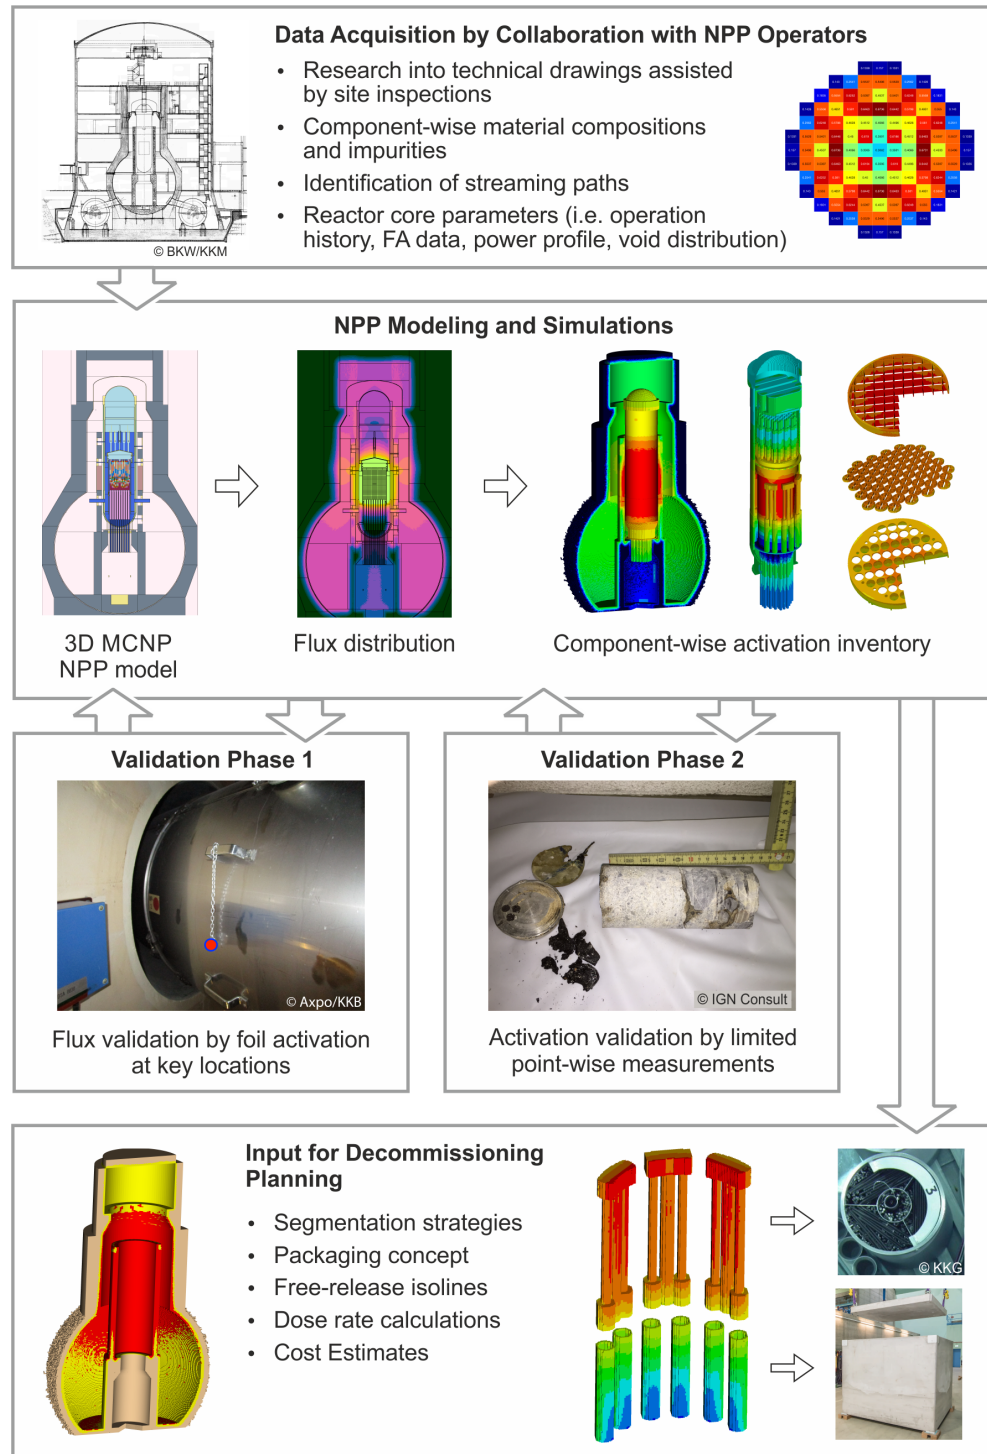 Data Acquisition by Collaboration with NPP Operators
• Research into technical drawings assisted
by site inspections
• Component-wise material compositions
and impurities
• Identification of streaming paths
• Reactor core parameters (i.e. operation
history, FA data, power profile, void distribution)
© BKW/KKM
NPP Modeling and Simulations
3D MCNP
NPP model
Flux distribution
Component-wise activation inventory
Validation Phase 1
© Axpo/KKB
Flux validation by foil activation
at key locations
Validation Phase 2
© IGN Consult
Activation validation by limited
point-wise measurements
Input for Decommissioning
Planning
• Segmentation strategies
• Packaging concept
• Free-release isolines
• Dose rate calculations
• Cost Estimates
3
© KKG